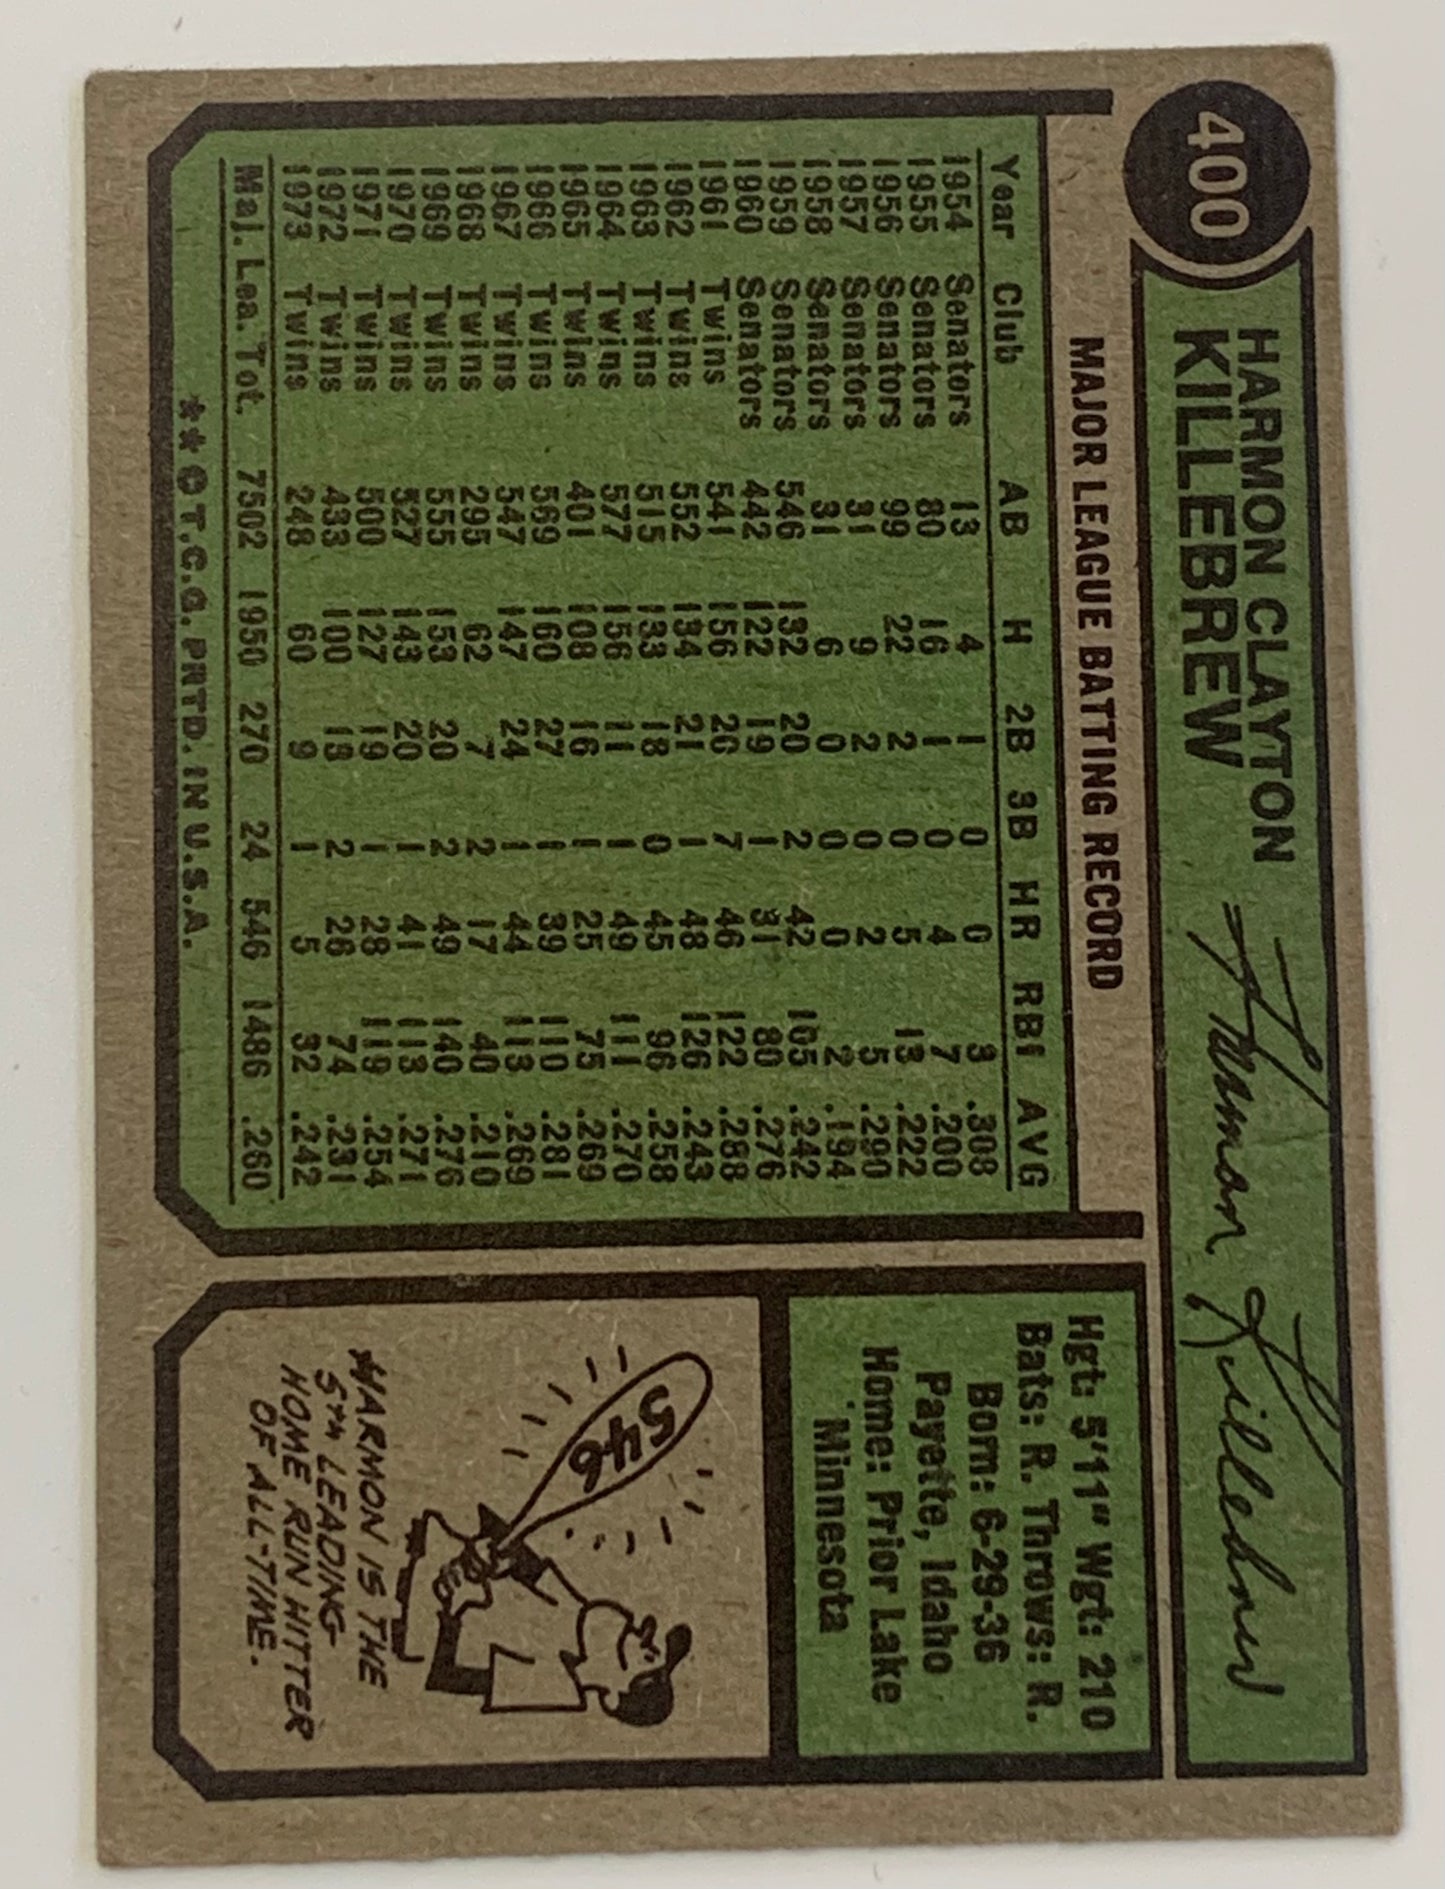 400
HARMON CLAYTON
KILLEBREW
Harmon Killebrew
MAJOR LEAGUE BATTING RECORD
Year Club AB H 2B 3B HR RBI AVG
1954 Senators 13 4 1 0 0 3 .308
1955 Senators 80 16 1 0 4 7 .200
1956 Senators 99 22 2 0 5 13 .222
1957 Senators 31 9 2 0 2 5 .290
1958 Senators 31 6 0 0 0 2 .194
1959 Senators 546 132 20 2 42 105 .242
1960 Senators 442 122 19 1 31 80 .276
1961 Twins 541 156 20 7 46 122 .288
1962 Twins 552 134 21 1 48 126 .243
1963 Twins 515 133 18 0 45 96 .258
1964 Twins 577 156 11 1 49 111 .270
1965 Twins 401 108 16 1 25 75 .269
1966 Twins 569 160 27 1 39 110 .281
1967 Twins 547 147 24 1 44 113 .269
1968 Twins 295 62 7 2 17 40 .210
1969 Twins 555 153 20 2 49 140 .276
1970 Twins 527 143 20 1 41 113 .271
1971 Twins 500 127 19 1 28 119 .254
1972 Twins 433 100 13 2 26 74 .231
1973 Twins 248 60 9 1 5 32 .242
Maj. Lea. Tot. 7502 1950 270 24 546 1486 .260
**©T.C.G. PRTD. IN U.S.A.
Hgt: 5'11" Wgt: 210
Bats: R. Throws: R.
Born: 6-29-36
Payette, Idaho
Home: Prior Lake
Minnesota
546
HARMON IS THE
5TH LEADING
HOME RUN HITTER
OF ALL-TIME.